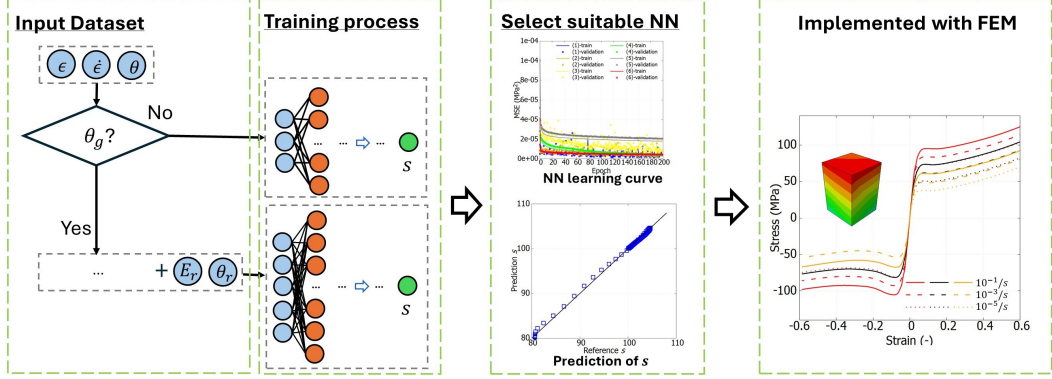 Input Dataset
ϵ ϵ̇ θ
θg?
No
Yes
... + Er θr
Training process
... ... ...
s
... ... ...
s
Select suitable NN
1e-04
1e-04
8e-05
6e-05
4e-05
2e-05
0e+00
MSE (MPa²)
(1)-train (4)-train
(1)-validation (4)-validation
(2)-train (5)-train
(2)-validation (5)-validation
(3)-train (6)-train
(3)-validation (6)-validation
0 20 40 60 80 100 120 140 160 180 200
Epoch
NN learning curve
110
100
90
80
Prediction s
80 90 100 110
Reference s
Prediction of s
Implemented with FEM
100
50
0
-50
-100
Stress (MPa)
10⁻¹/s
10⁻³/s
10⁻⁵/s
-0.6 -0.4 -0.2 0 0.2 0.4 0.6
Strain (-)